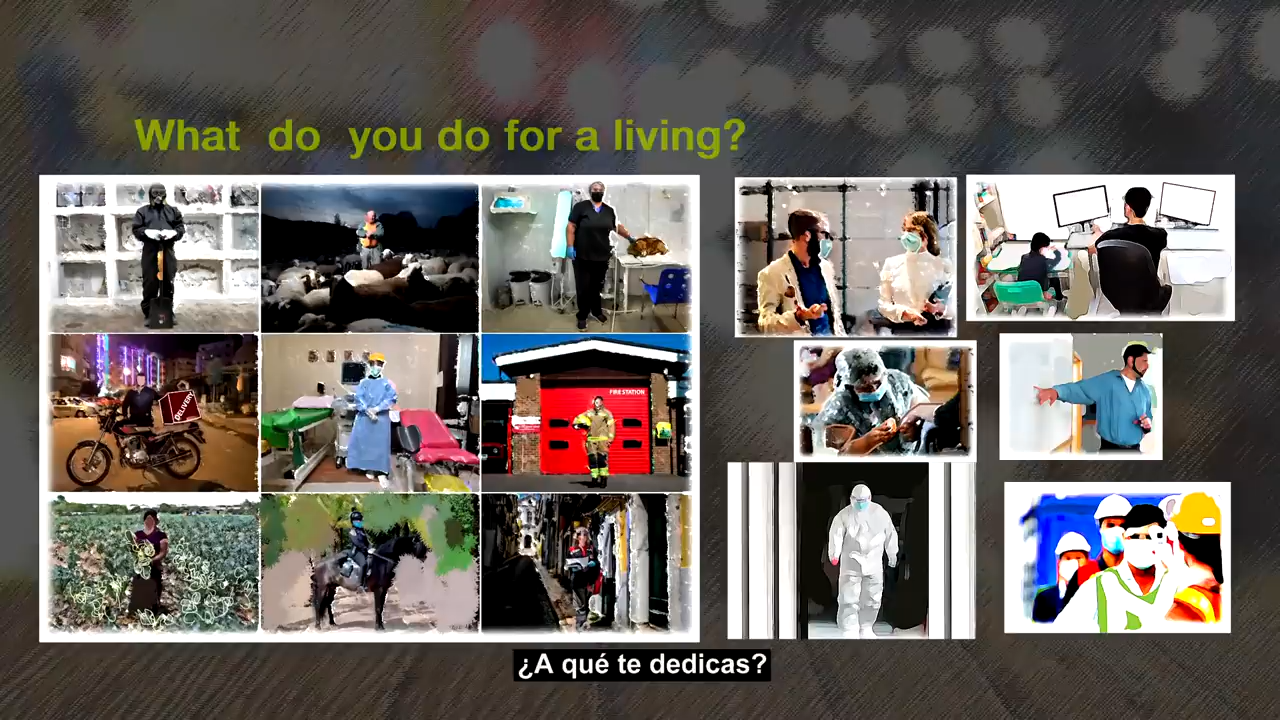 What do you do for a living?
DELIVERY
FIRE STATION
¿A qué te dedicas?